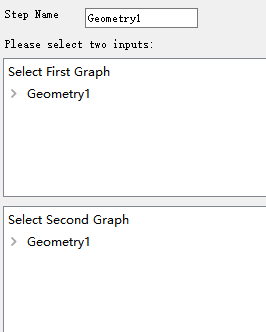 Step Name Geometry1
Please select two inputs:
Select First Graph
Geometry1
Select Second Graph
Geometry1